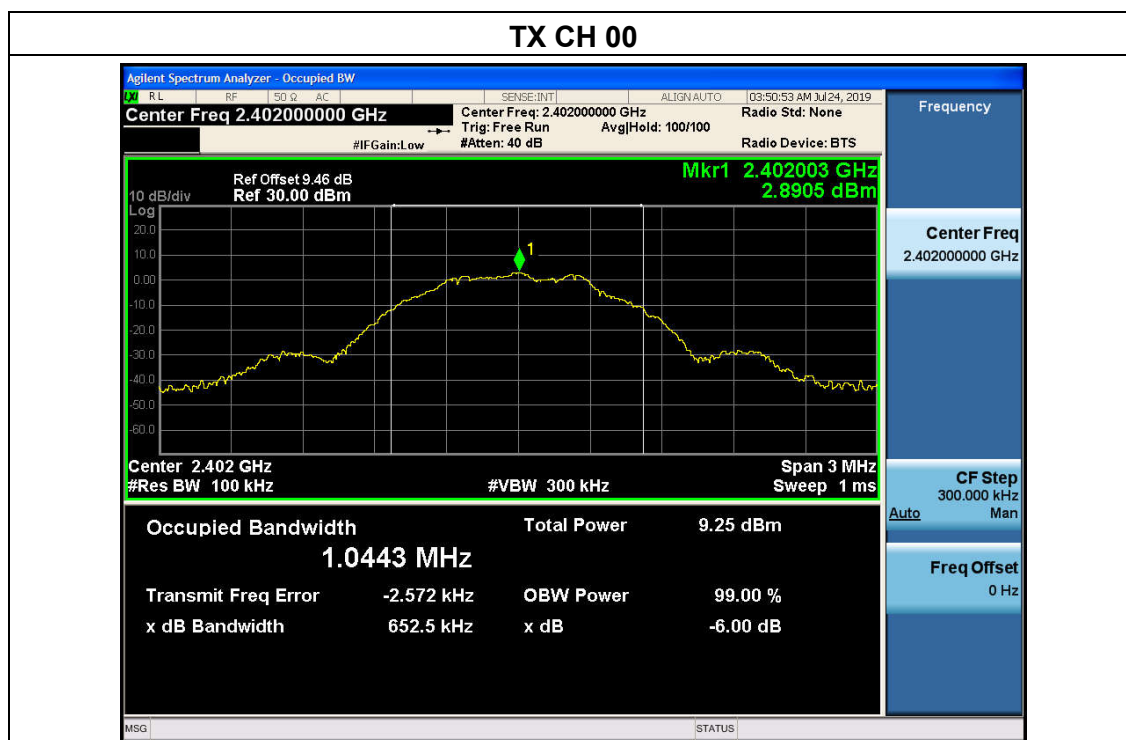 TX CH 00
Agilent Spectrum Analyzer - Occupied BW
LXI RL RF 50 Ω AC SENSE:INT ALIGN AUTO 03:50:53 AM Jul 24, 2019
Center Freq 2.402000000 GHz
Center Freq: 2.402000000 GHz
Radio Std: None
Trig: Free Run Avg|Hold: 100/100
#IFGain:Low
#Atten: 40 dB
Radio Device: BTS
Frequency
Mkr1 2.402003 GHz
2.8905 dBm
Ref Offset 9.46 dB
10 dB/div Ref 30.00 dBm
Log
20.0
10.0
0.00
-10.0
-20.0
-30.0
-40.0
-50.0
-60.0
1
Center 2.402 GHz
Span 3 MHz
#Res BW 100 kHz
#VBW 300 kHz
Sweep 1 ms
Occupied Bandwidth
1.0443 MHz
Total Power 9.25 dBm
Transmit Freq Error -2.572 kHz
OBW Power 99.00 %
x dB Bandwidth 652.5 kHz
x dB -6.00 dB
Center Freq
2.402000000 GHz
CF Step
300.000 kHz
Auto Man
Freq Offset
0 Hz
MSG
STATUS